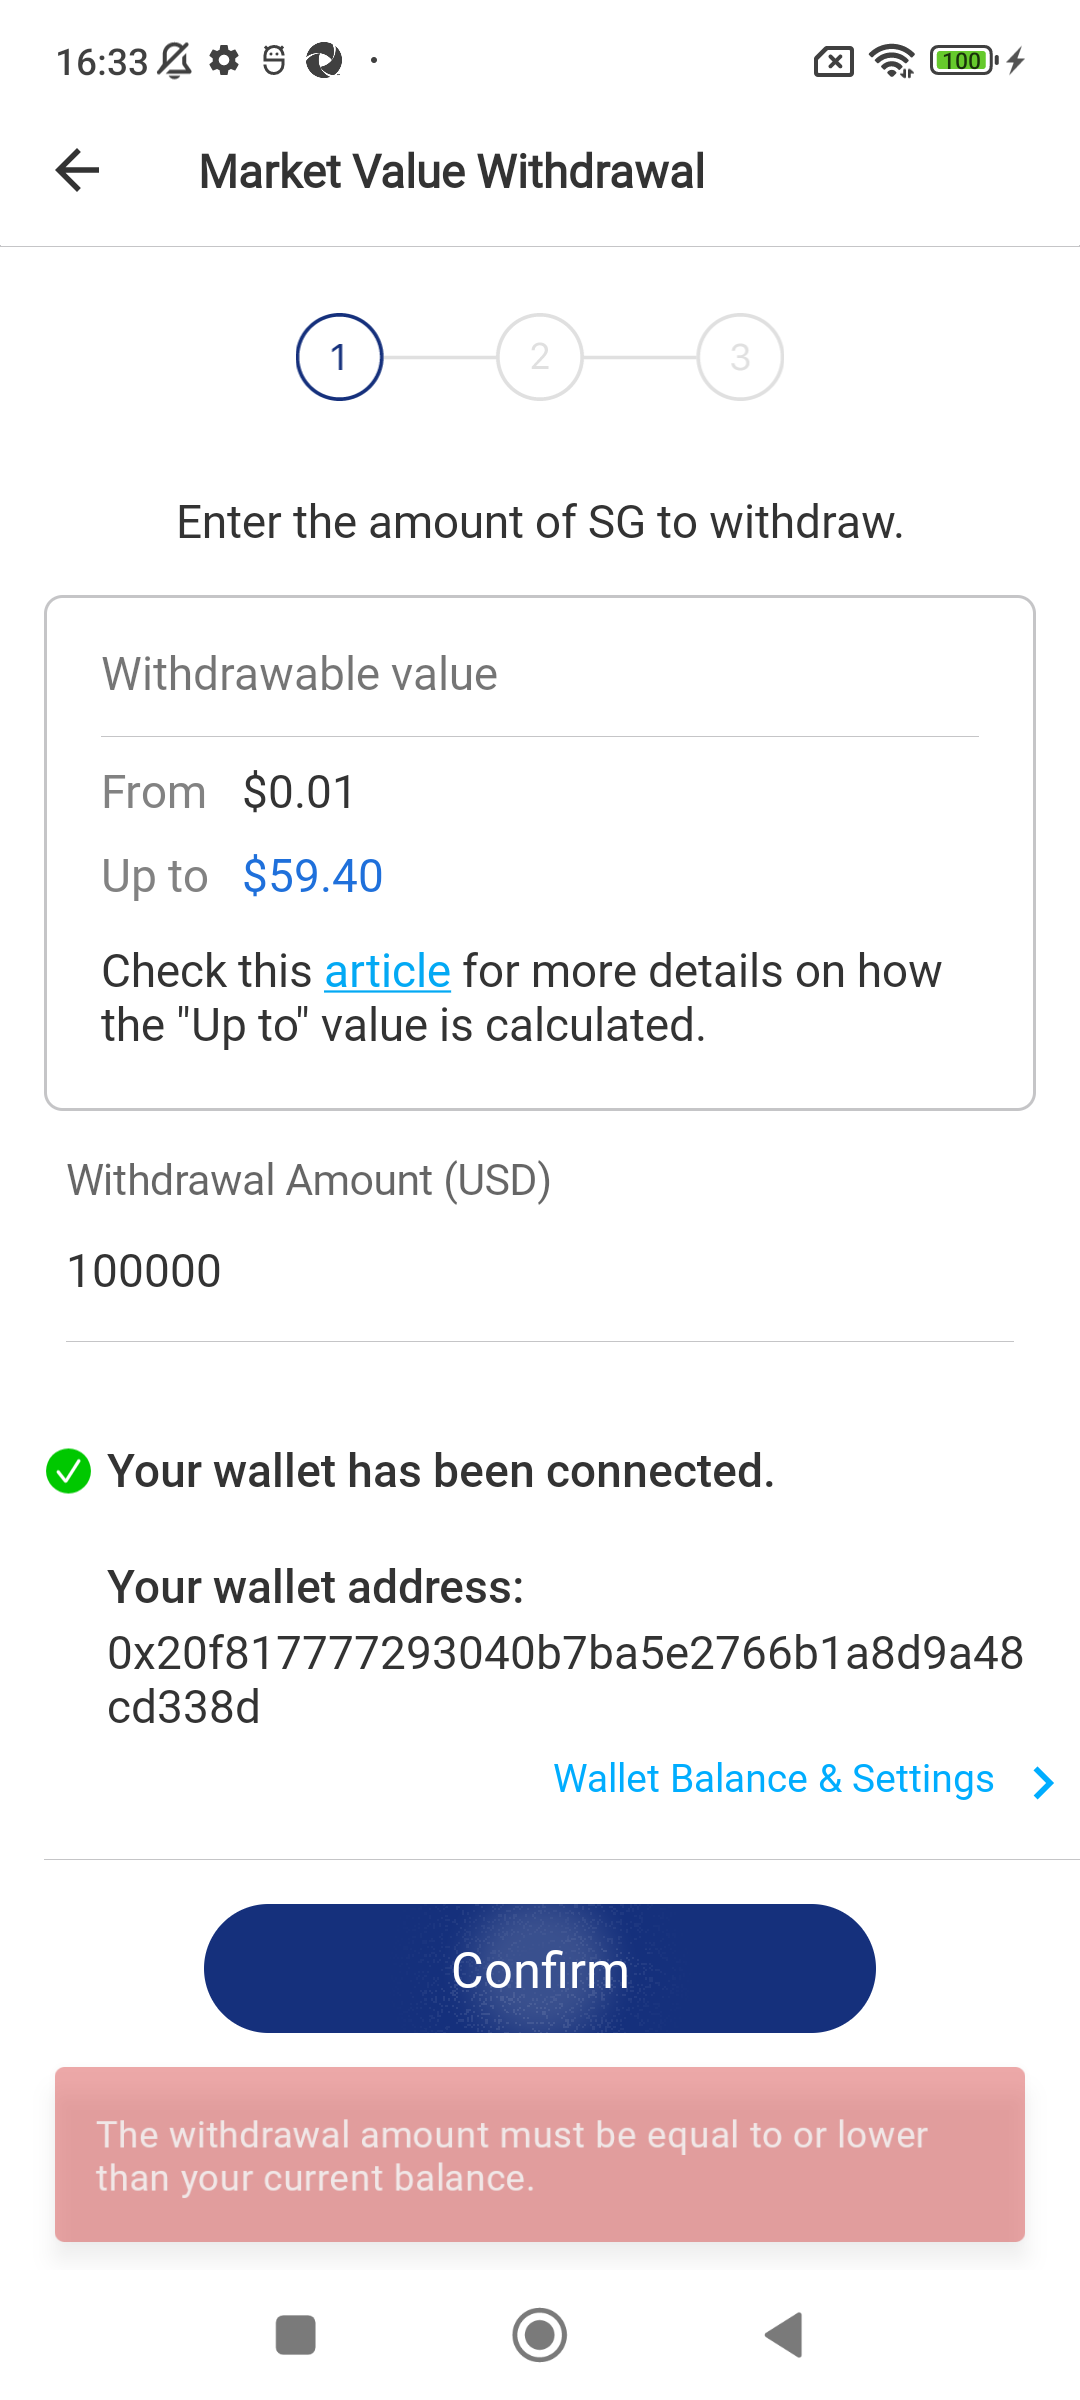 16:33
100
Market Value Withdrawal
1
2
3
Enter the amount of SG to withdraw.
Withdrawable value
From $0.01
Up to $59.40
Check this article for more details on how
the "Up to" value is calculated.
Withdrawal Amount (USD)
100000
Your wallet has been connected.
Your wallet address:
0x20f817777293040b7ba5e2766b1a8d9a48
cd338d
Wallet Balance & Settings
Confirm
The withdrawal amount must be equal to or lower
than your current balance.